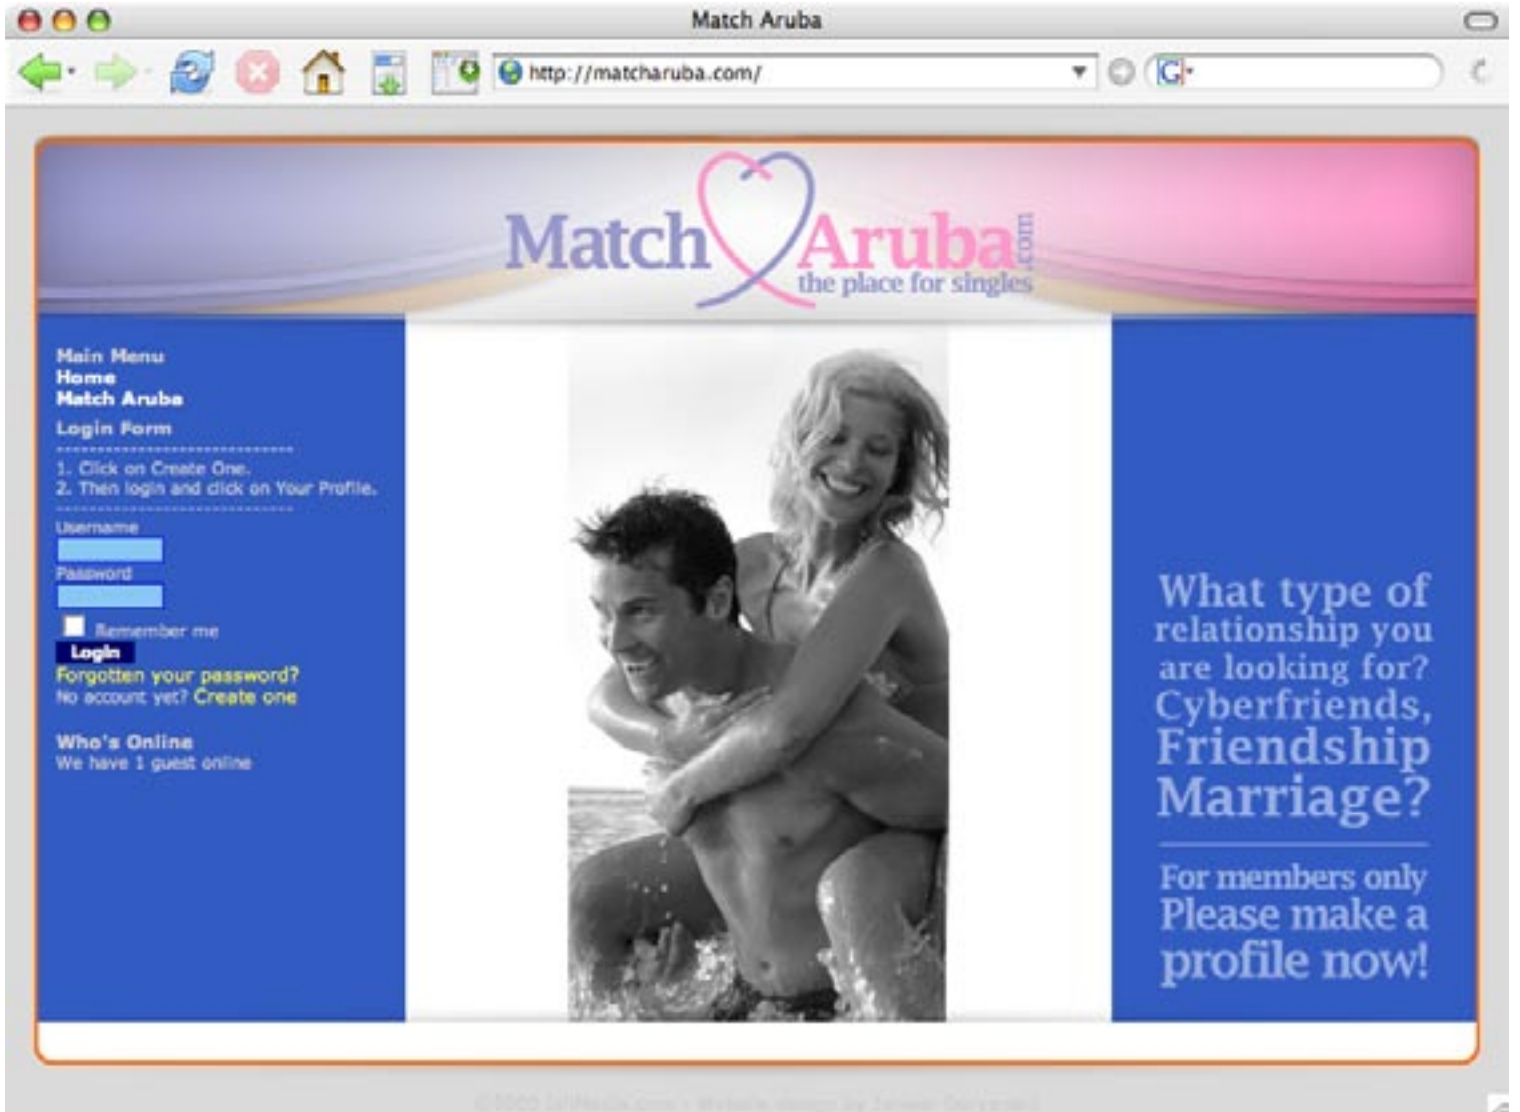 Match Aruba
http://matcharuba.com/
G
Match Aruba.com
the place for singles
Main Menu
Home
Match Aruba
Login Form
----------------------------
1. Click on Create One.
2. Then login and click on Your Profile.
----------------------------
Username
Password
Remember me
Login
Forgotten your password?
No account yet? Create one
Who's Online
We have 1 guest online
What type of
relationship you
are looking for?
Cyberfriends,
Friendship
Marriage?
For members only
Please make a
profile now!